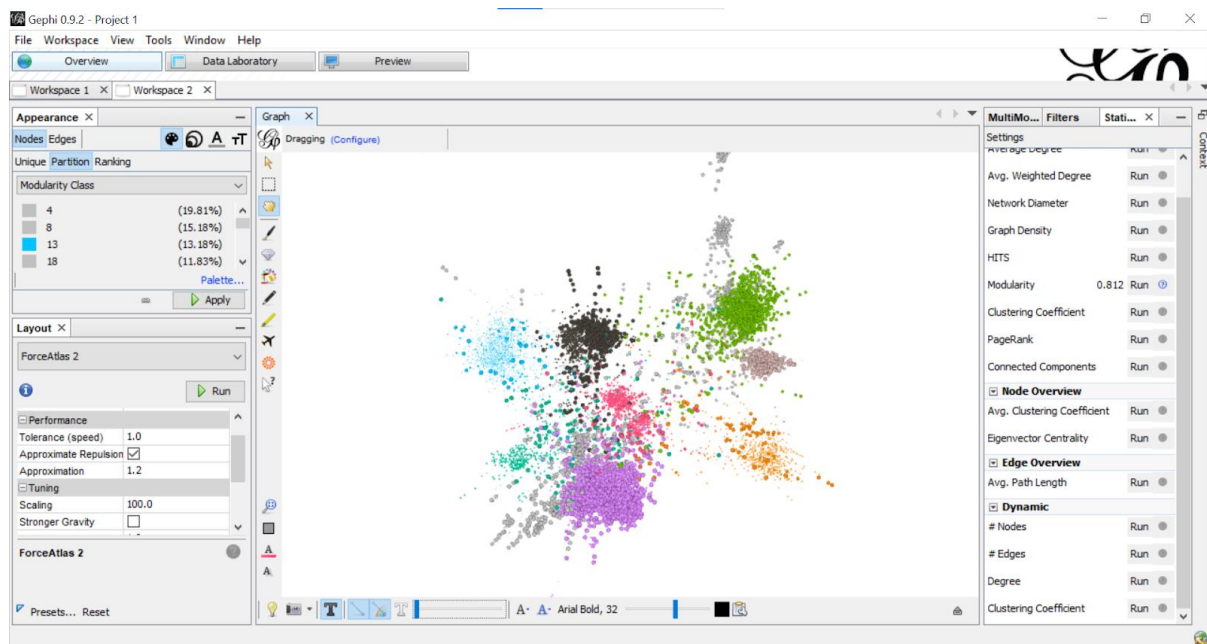 Gephi 0.9.2 - Project 1
File Workspace View Tools Window Help
Overview Data Laboratory Preview
Workspace 1 Workspace 2
Appearance
Nodes Edges
Unique Partition Ranking
Modularity Class
4 (19.81%)
8 (15.18%)
13 (13.18%)
18 (11.83%)
Palette...
Apply
Layout
ForceAtlas 2
Run
Performance
Tolerance (speed) 1.0
Approximate Repulsion
Approximation 1.2
Tuning
Scaling 100.0
Stronger Gravity
ForceAtlas 2
Presets... Reset
Graph
Dragging (Configure)
A- A- Arial Bold, 32
MultiMo... Filters Stati...
Settings
Average Degree Run
Avg. Weighted Degree Run
Network Diameter Run
Graph Density Run
HITS Run
Modularity 0.812 Run
Clustering Coefficient Run
PageRank Run
Connected Components Run
Node Overview
Avg. Clustering Coefficient Run
Eigenvector Centrality Run
Edge Overview
Avg. Path Length Run
Dynamic
# Nodes Run
# Edges Run
Degree Run
Clustering Coefficient Run
Context